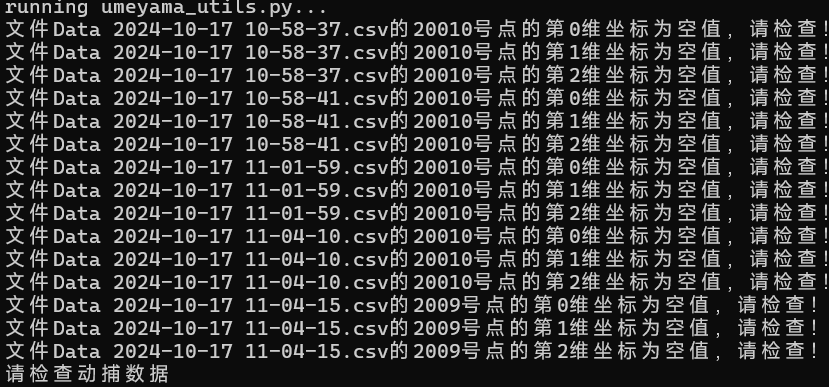 running umeyama_utils.py...
文件Data 2024-10-17 10-58-37.csv的20010号点的第0维坐标为空值，请检查!
文件Data 2024-10-17 10-58-37.csv的20010号点的第1维坐标为空值，请检查!
文件Data 2024-10-17 10-58-37.csv的20010号点的第2维坐标为空值，请检查!
文件Data 2024-10-17 10-58-41.csv的20010号点的第0维坐标为空值，请检查!
文件Data 2024-10-17 10-58-41.csv的20010号点的第1维坐标为空值，请检查!
文件Data 2024-10-17 10-58-41.csv的20010号点的第2维坐标为空值，请检查!
文件Data 2024-10-17 11-01-59.csv的20010号点的第0维坐标为空值，请检查!
文件Data 2024-10-17 11-01-59.csv的20010号点的第1维坐标为空值，请检查!
文件Data 2024-10-17 11-01-59.csv的20010号点的第2维坐标为空值，请检查!
文件Data 2024-10-17 11-04-10.csv的20010号点的第0维坐标为空值，请检查!
文件Data 2024-10-17 11-04-10.csv的20010号点的第1维坐标为空值，请检查!
文件Data 2024-10-17 11-04-10.csv的20010号点的第2维坐标为空值，请检查!
文件Data 2024-10-17 11-04-15.csv的2009号点的第0维坐标为空值，请检查!
文件Data 2024-10-17 11-04-15.csv的2009号点的第1维坐标为空值，请检查!
文件Data 2024-10-17 11-04-15.csv的2009号点的第2维坐标为空值，请检查!
请检查动捕数据